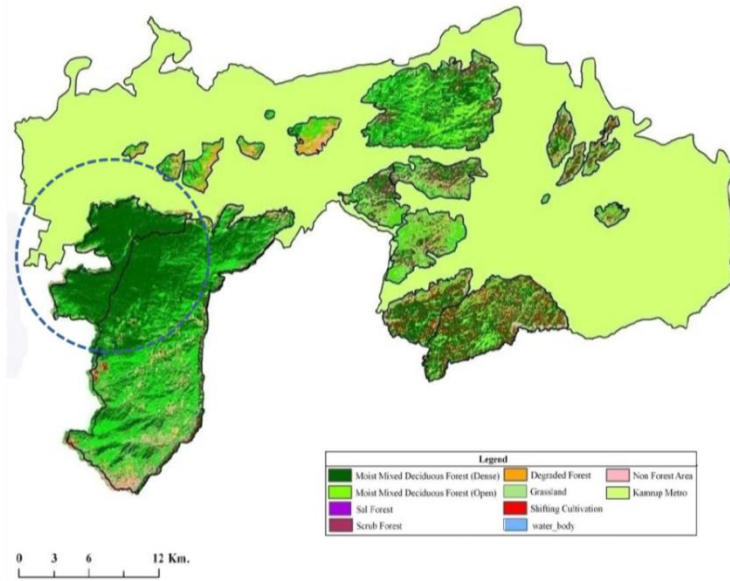 Legend
Moist Mixed Deciduous Forest (Dense)
Moist Mixed Deciduous Forest (Open)
Sal Forest
Scrub Forest
Degraded Forest
Grassland
Shifting Cultivation
water_body
Non Forest Area
Kamrup Metro
0 3 6 12 Km.